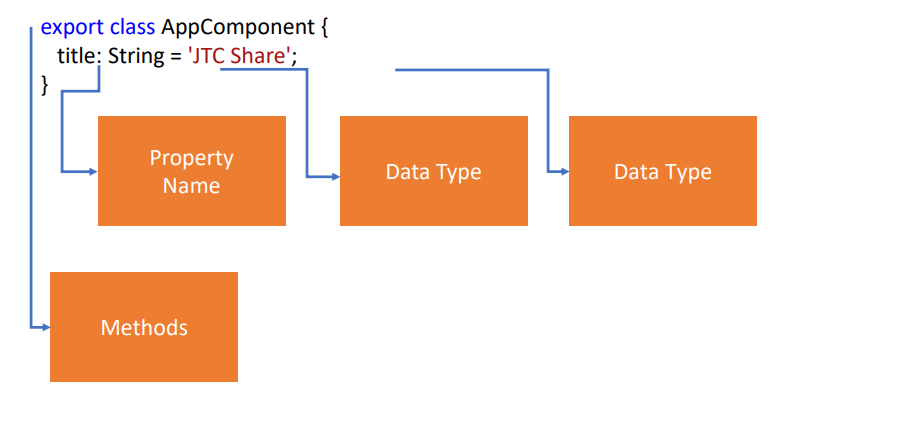 export class AppComponent {
title: String = 'JTC Share';
}
Property
Name
Data Type
Data Type
Methods